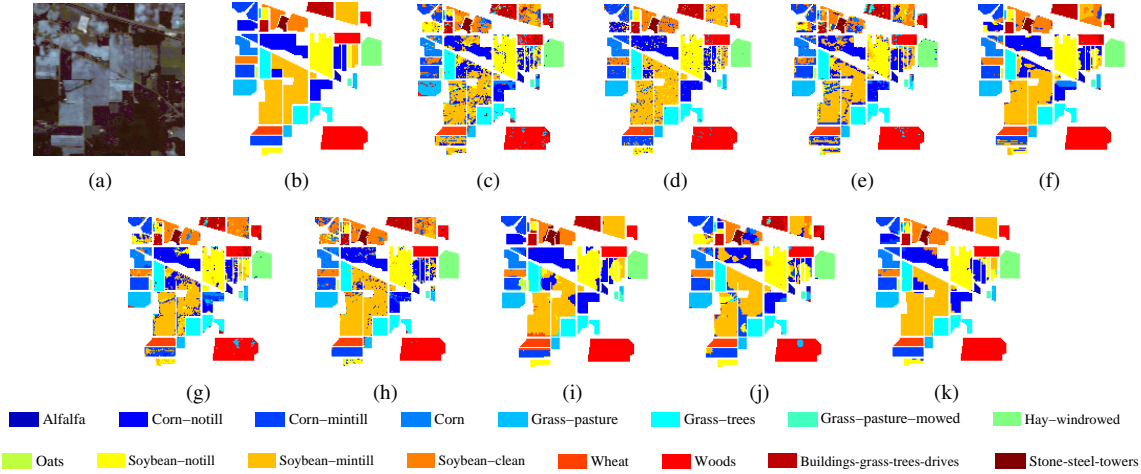 (a) (b) (c) (d) (e) (f)
(g) (h) (i) (j) (k)
Alfalfa Corn−notill Corn−mintill Corn Grass−pasture Grass−trees Grass−pasture−mowed Hay−windrowed
Oats Soybean−notill Soybean−mintill Soybean−clean Wheat Woods Buildings-grass-trees-drives Stone-steel-towers